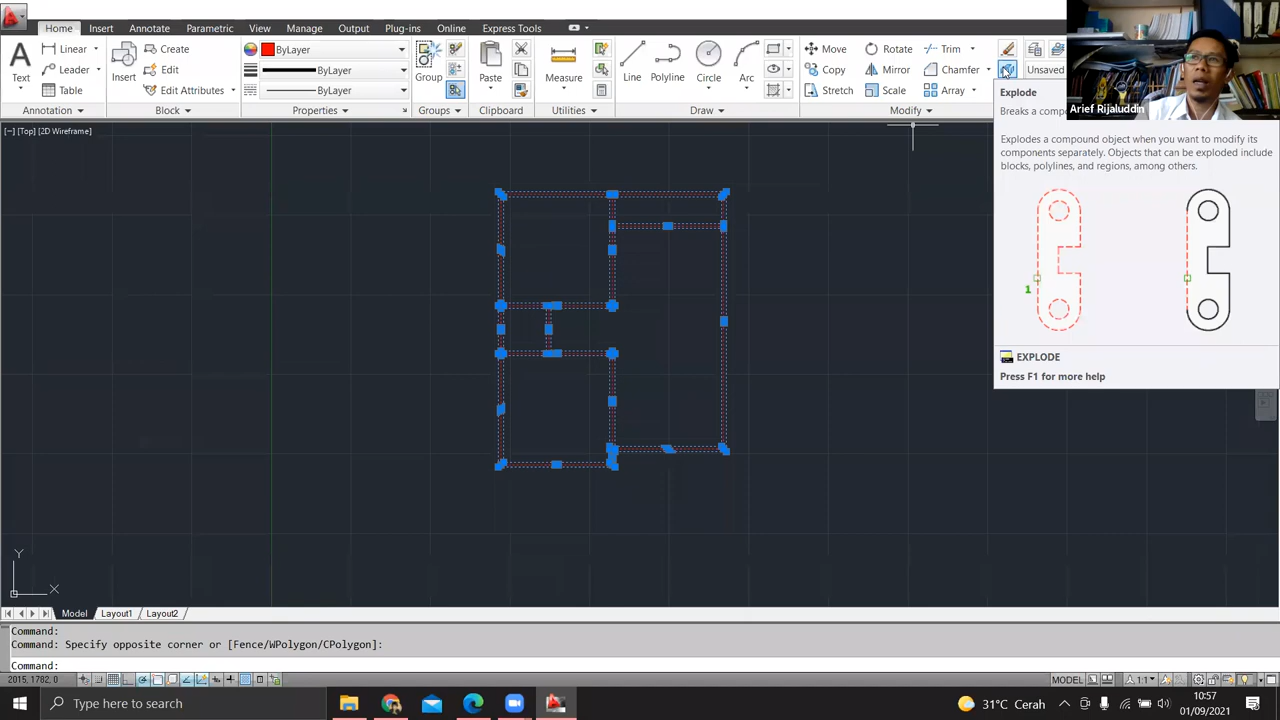 Home Insert Annotate Parametric View Manage Output Plug-ins Online Express Tools
Linear Create ByLayer Move Rotate Trim
Leader Edit ByLayer Copy Mirror Chamfer Unsaved
Text Table Insert Edit Attributes ByLayer Group Paste Measure Line Polyline Circle Arc Stretch Scale Array
Annotation Block Properties Groups Clipboard Utilities Draw Modify
Arief Rijaluddin
[−] [Top] [2D Wireframe]
Explode
Breaks a compo
Explodes a compound object when you want to modify its
components separately. Objects that can be exploded include
blocks, polylines, and regions, among others.
1
EXPLODE
Press F1 for more help
Y
X
Model Layout1 Layout2
Command:
Command: Specify opposite corner or [Fence/WPolygon/CPolygon]:
Command:
2015, 1782, 0 MODEL 1:1
Type here to search
31°C Cerah
10:57
01/09/2021